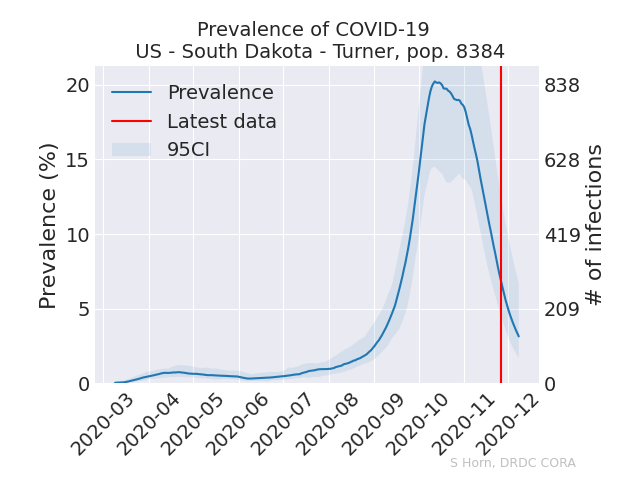 Prevalence of COVID-19
US - South Dakota - Turner, pop. 8384
Prevalence
Latest data
95CI
Prevalence (%)
20
15
10
5
0
838
628
419
209
0
# of infections
2020-03
2020-04
2020-05
2020-06
2020-07
2020-08
2020-09
2020-10
2020-11
2020-12
S Horn, DRDC CORA